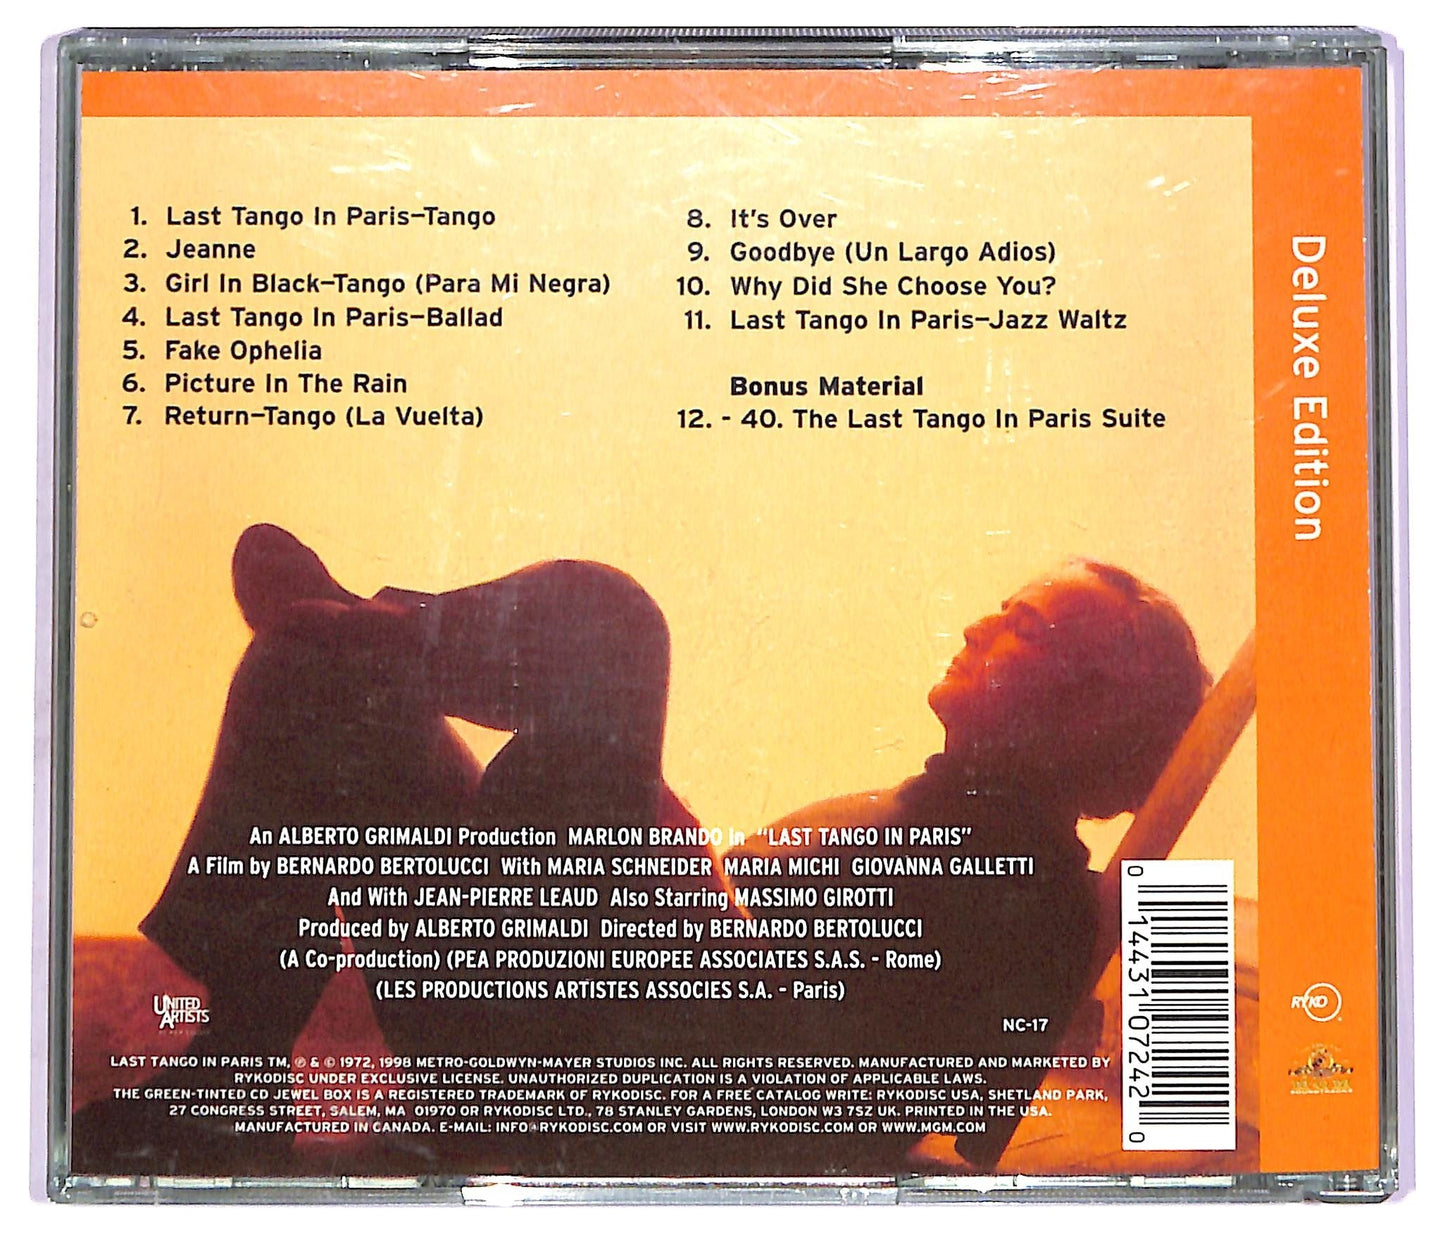 1. Last Tango In Paris–Tango
2. Jeanne
3. Girl In Black–Tango (Para Mi Negra)
4. Last Tango In Paris–Ballad
5. Fake Ophelia
6. Picture In The Rain
7. Return–Tango (La Vuelta)
8. It's Over
9. Goodbye (Un Largo Adios)
10. Why Did She Choose You?
11. Last Tango In Paris–Jazz Waltz
Bonus Material
12. - 40. The Last Tango In Paris Suite
Deluxe Edition
An ALBERTO GRIMALDI Production MARLON BRANDO In "LAST TANGO IN PARIS"
A Film by BERNARDO BERTOLUCCI With MARIA SCHNEIDER MARIA MICHI GIOVANNA GALLETTI
And With JEAN-PIERRE LEAUD Also Starring MASSIMO GIROTTI
Produced by ALBERTO GRIMALDI Directed by BERNARDO BERTOLUCCI
(A Co-production) (PEA PRODUZIONI EUROPEE ASSOCIATES S.A.S. - Rome)
(LES PRODUCTIONS ARTISTES ASSOCIES S.A. - Paris)
UNITED
ARTISTS
NC-17
LAST TANGO IN PARIS TM, ℗ & © 1972, 1998 METRO-GOLDWYN-MAYER STUDIOS INC. ALL RIGHTS RESERVED. MANUFACTURED AND MARKETED BY
RYKODISC UNDER EXCLUSIVE LICENSE. UNAUTHORIZED DUPLICATION IS A VIOLATION OF APPLICABLE LAWS.
THE GREEN-TINTED CD JEWEL BOX IS A REGISTERED TRADEMARK OF RYKODISC. FOR A FREE CATALOG WRITE: RYKODISC USA, SHETLAND PARK,
27 CONGRESS STREET, SALEM, MA 01970 OR RYKODISC LTD., 78 STANLEY GARDENS, LONDON W3 7SZ UK. PRINTED IN THE USA.
MANUFACTURED IN CANADA. E-MAIL: INFO@RYKODISC.COM OR VISIT WWW.RYKODISC.COM OR WWW.MGM.COM
0 14431 07242 0
RYKO